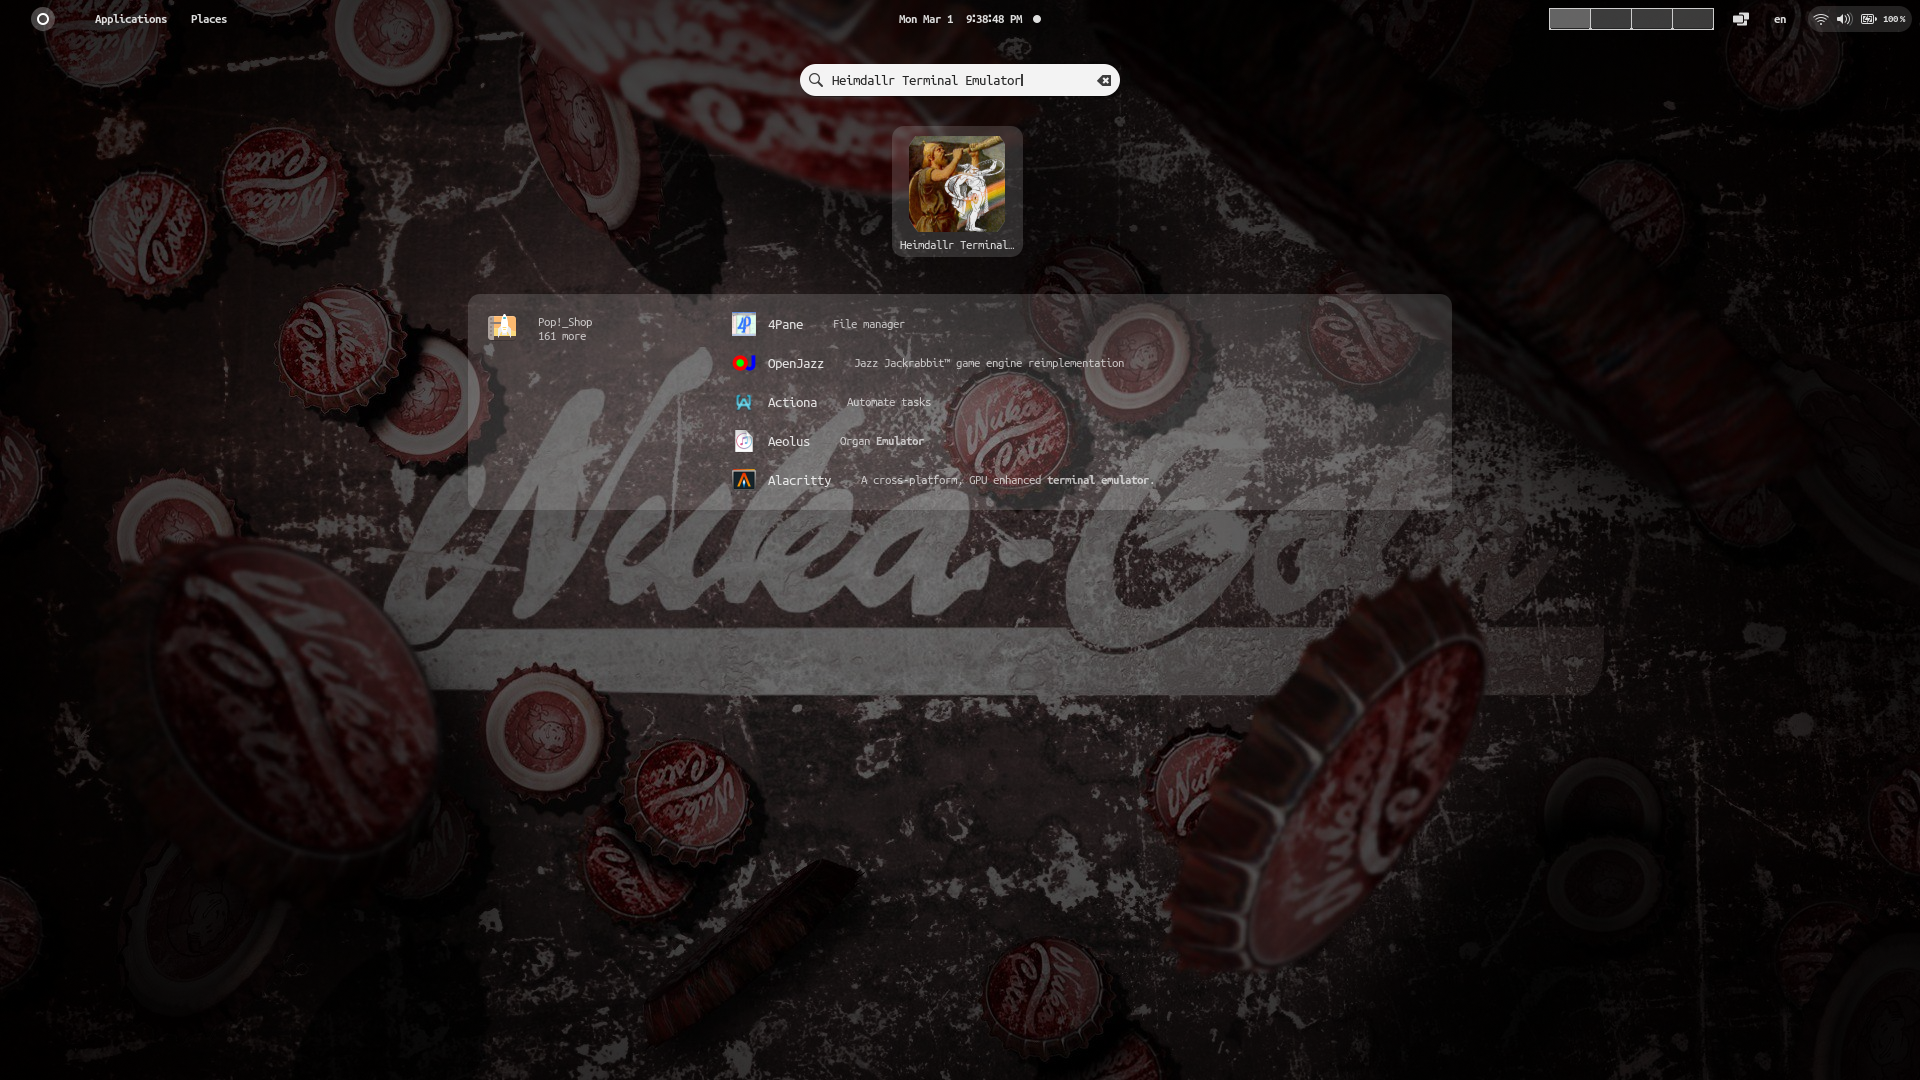 Applications Places Mon Mar 1 9:38:48 PM en 100 %
Heimdallr Terminal Emulator
Heimdallr Terminal…
Pop!_Shop
161 more
4Pane File manager
OpenJazz Jazz Jackrabbit™ game engine reimplementation
Actiona Automate tasks
Aeolus Organ Emulator
Alacritty A cross-platform, GPU enhanced terminal emulator.
Nuka-Cola